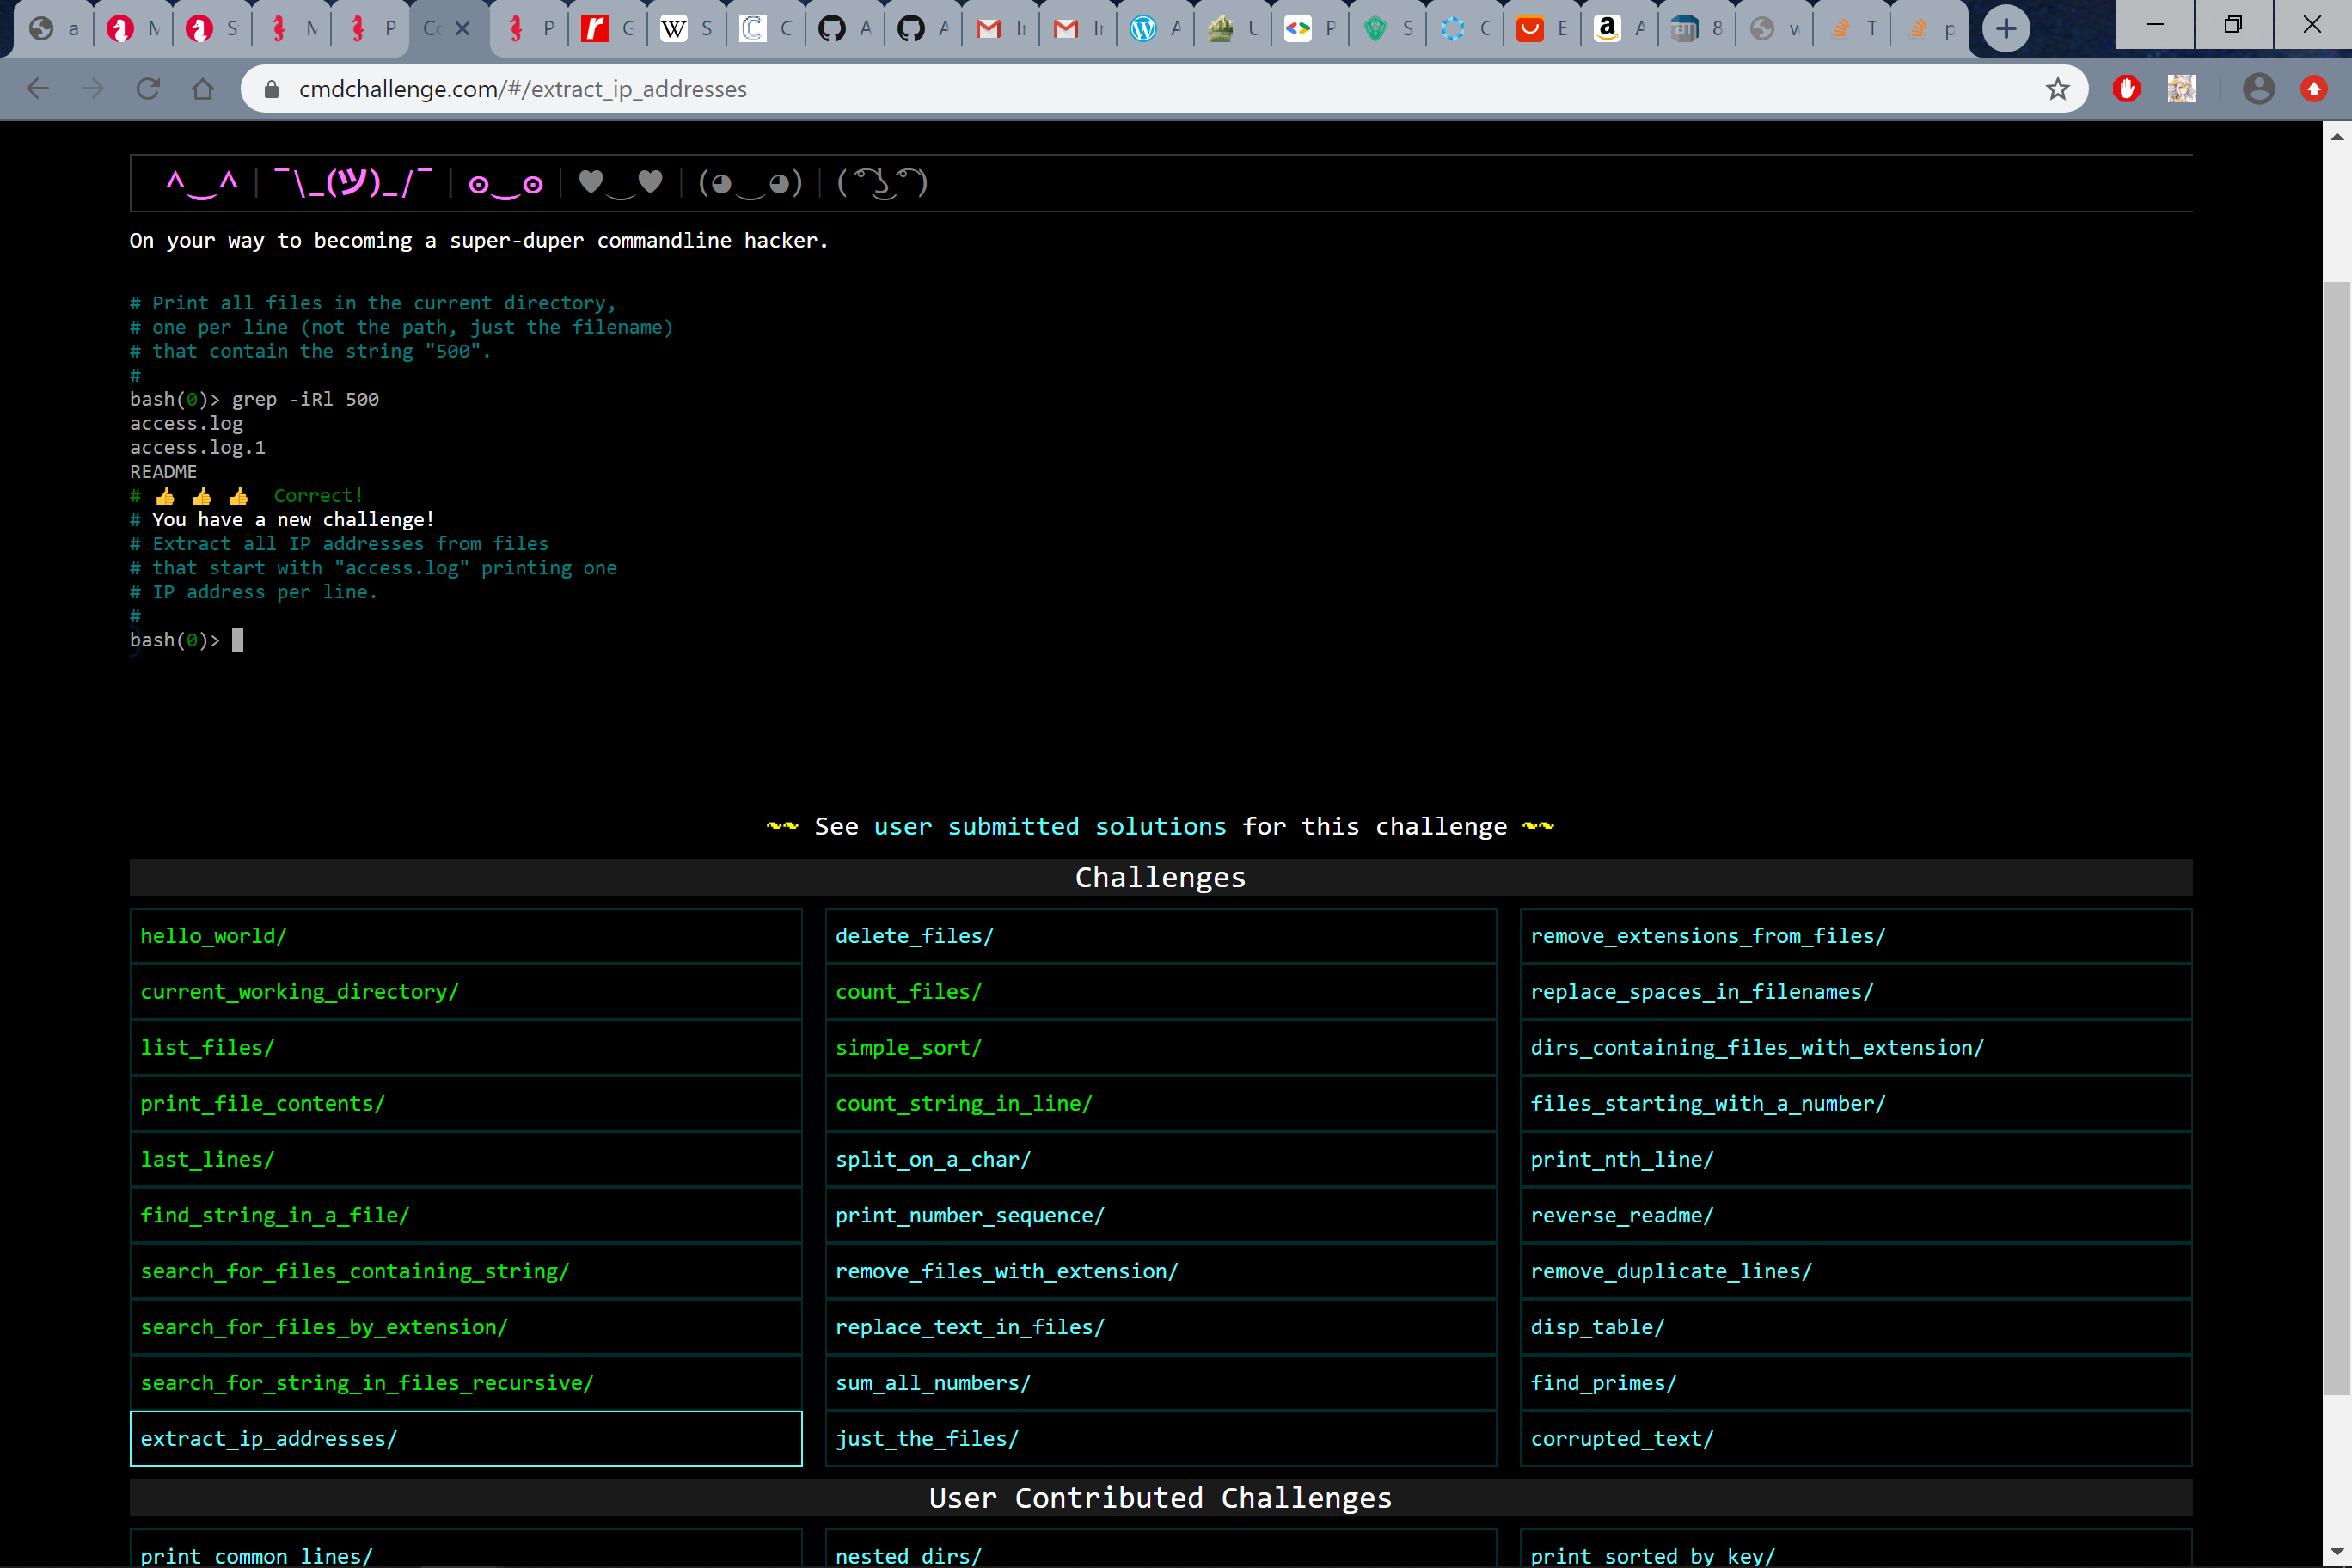 a M S M P Co P G W S C C A A Ir Ir A U P S C E A 8 w T p
cmdchallenge.com/#/extract_ip_addresses
^‿^ | ¯\_(ツ)_/¯ | ⊙‿⊙ | ♥‿♥ | (◕‿◕) | ( ͡° ͜ʖ ͡°)
On your way to becoming a super-duper commandline hacker.
# Print all files in the current directory,
# one per line (not the path, just the filename)
# that contain the string "500".
#
bash(0)> grep -iRl 500
access.log
access.log.1
README
# 👍 👍 👍 Correct!
# You have a new challenge!
# Extract all IP addresses from files
# that start with "access.log" printing one
# IP address per line.
#
bash(0)>
~~ See user submitted solutions for this challenge ~~
Challenges
hello_world/
current_working_directory/
list_files/
print_file_contents/
last_lines/
find_string_in_a_file/
search_for_files_containing_string/
search_for_files_by_extension/
search_for_string_in_files_recursive/
extract_ip_addresses/
delete_files/
count_files/
simple_sort/
count_string_in_line/
split_on_a_char/
print_number_sequence/
remove_files_with_extension/
replace_text_in_files/
sum_all_numbers/
just_the_files/
remove_extensions_from_files/
replace_spaces_in_filenames/
dirs_containing_files_with_extension/
files_starting_with_a_number/
print_nth_line/
reverse_readme/
remove_duplicate_lines/
disp_table/
find_primes/
corrupted_text/
User Contributed Challenges
print_common_lines/
nested_dirs/
print_sorted_by_key/